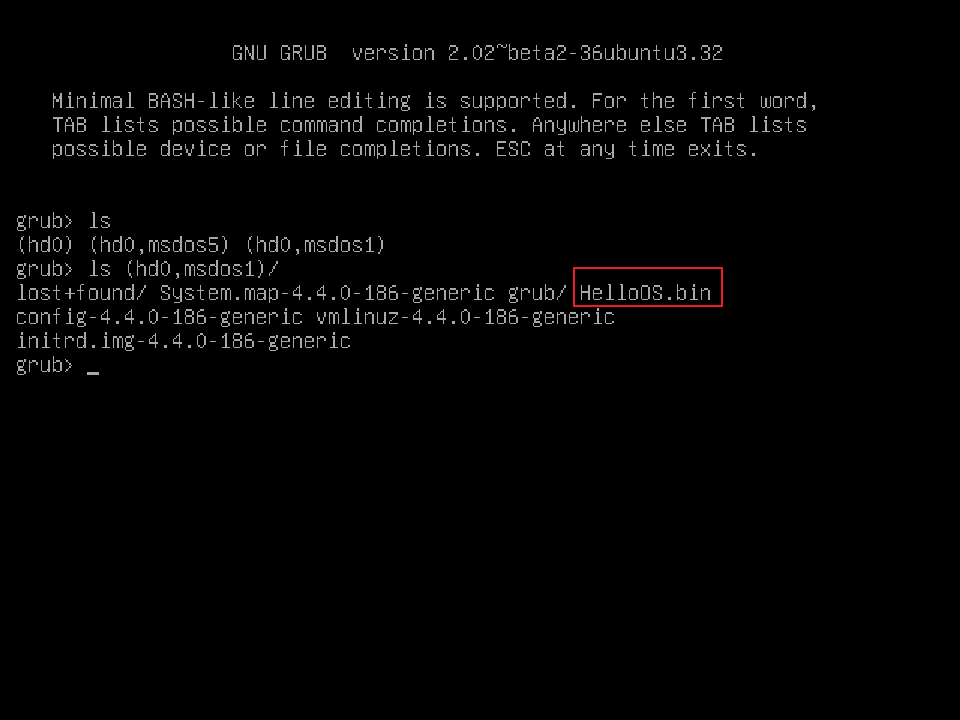 GNU GRUB version 2.02~beta2-36ubuntu3.32
Minimal BASH-like line editing is supported. For the first word,
TAB lists possible command completions. Anywhere else TAB lists
possible device or file completions. ESC at any time exits.
grub> ls
(hd0) (hd0,msdos5) (hd0,msdos1)
grub> ls (hd0,msdos1)/
lost+found/ System.map-4.4.0-186-generic grub/ HelloOS.bin
config-4.4.0-186-generic vmlinuz-4.4.0-186-generic
initrd.img-4.4.0-186-generic
grub> _